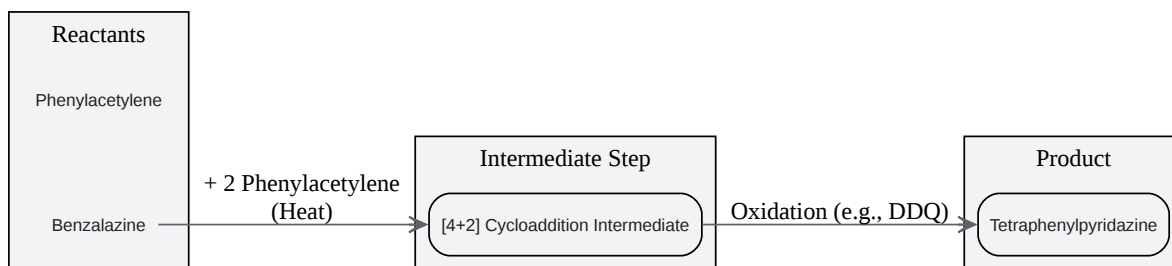 Reactants
Phenylacetylene
Benzalazine
+ 2 Phenylacetylene
(Heat)
Intermediate Step
[4+2] Cycloaddition Intermediate
Oxidation (e.g., DDQ)
Product
Tetraphenylpyridazine